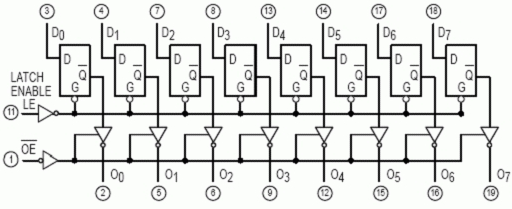 3 4 7 8 13 14 17 18
D0 D1 D2 D3 D4 D5 D6 D7
D D D D D D D D
Q̅ Q̅ Q̅ Q̅ Q̅ Q̅ Q̅ Q̅
G G G G G G G G
LATCH
ENABLE
LE
11
O̅E̅
1
O0 O1 O2 O3 O4 O5 O6 O7
2 5 6 9 12 15 16 19